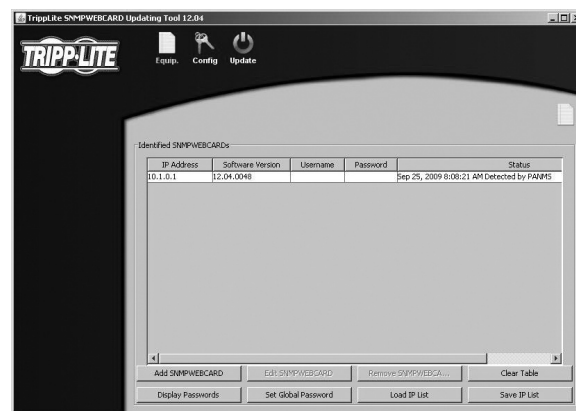 TrippLite SNMPWEBCARD Updating Tool 12.04
TRIPP·LITE
Equip. Config Update
Identified SNMPWEBCARDs
IP Address Software Version Username Password Status
10.1.0.1 12.04.0048 Sep 25, 2009 8:08:21 AM Detected by PANMS
Add SNMPWEBCARD Edit SNMPWEBCARD Remove SNMPWEBCA... Clear Table
Display Passwords Set Global Password Load IP List Save IP List